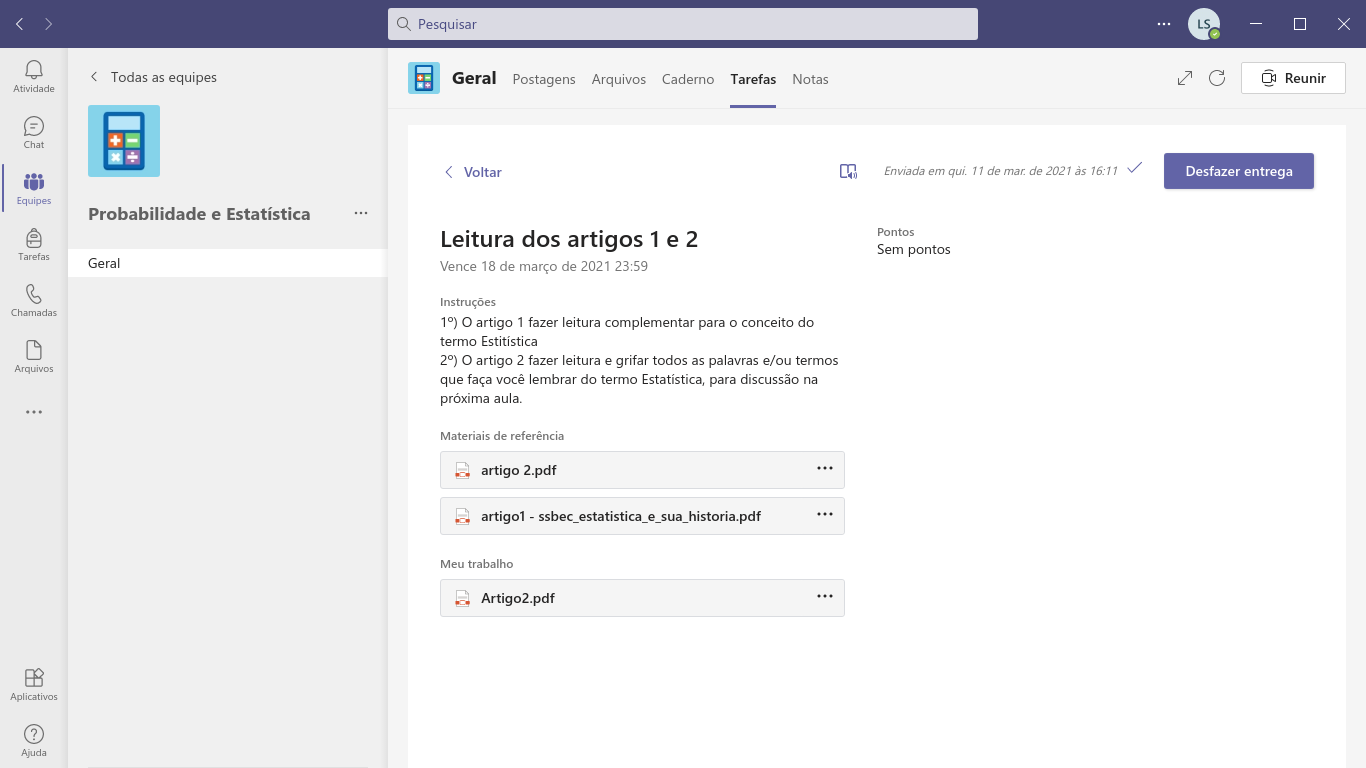 Pesquisar
LS
Atividade
Chat
Equipes
Tarefas
Chamadas
Arquivos
Aplicativos
Ajuda
Todas as equipes
Probabilidade e Estatística
Geral
Geral
Postagens
Arquivos
Caderno
Tarefas
Notas
Reunir
Voltar
Enviada em qui. 11 de mar. de 2021 às 16:11
Desfazer entrega
Leitura dos artigos 1 e 2
Vence 18 de março de 2021 23:59
Instruções
1º) O artigo 1 fazer leitura complementar para o conceito do
termo Estitística
2º) O artigo 2 fazer leitura e grifar todos as palavras e/ou termos
que faça você lembrar do termo Estatística, para discussão na
próxima aula.
Materiais de referência
artigo 2.pdf
artigo1 - ssbec_estatistica_e_sua_historia.pdf
Meu trabalho
Artigo2.pdf
Pontos
Sem pontos